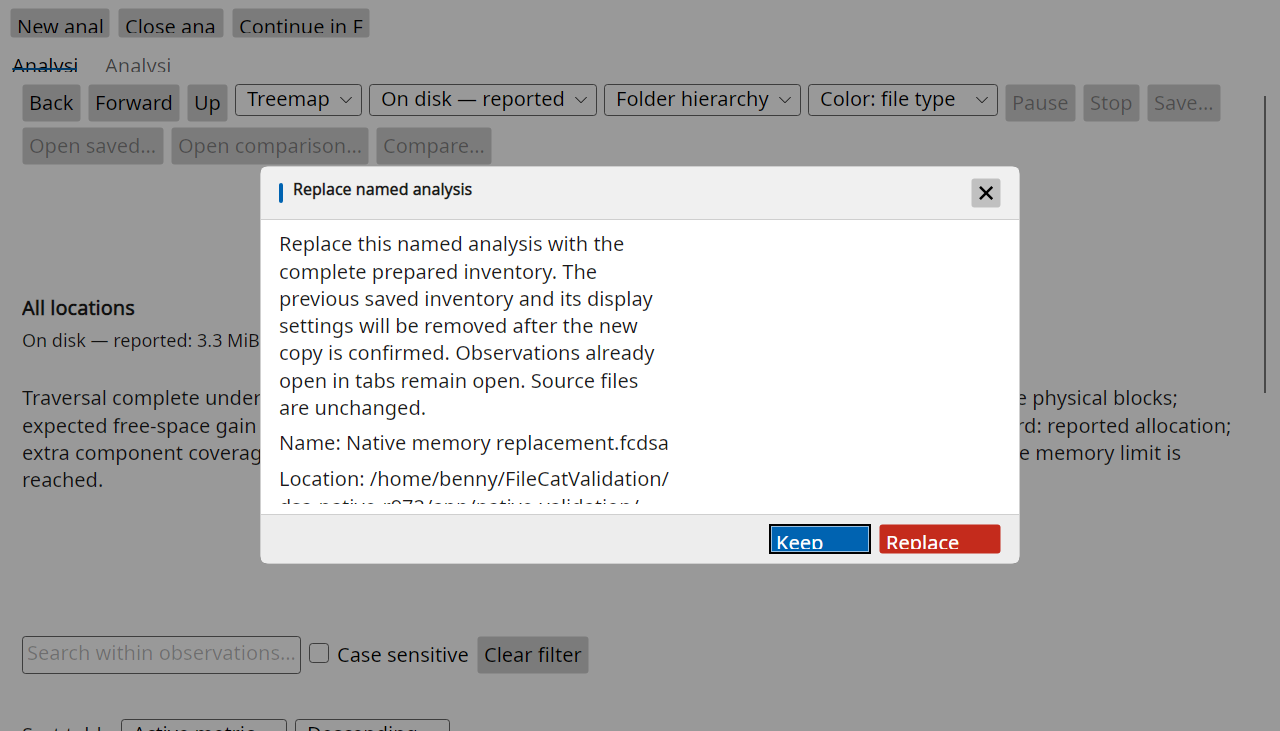 New anal Close ana Continue in F
Analysi Analysi
Back Forward Up Treemap On disk — reported Folder hierarchy Color: file type Pause Stop Save...
Open saved... Open comparison... Compare...
Replace named analysis
Replace this named analysis with the
complete prepared inventory. The
previous saved inventory and its display
settings will be removed after the new
copy is confirmed. Observations already
open in tabs remain open. Source files
are unchanged.
Name: Native memory replacement.fcdsa
Location: /home/benny/FileCatValidation/
Keep Replace
All locations
On disk — reported: 3.3 MiB
Traversal complete under physical blocks;
expected free-space gain rd: reported allocation;
extra component coverag e memory limit is
reached.
Search within observations... Case sensitive Clear filter
Active metric Descending